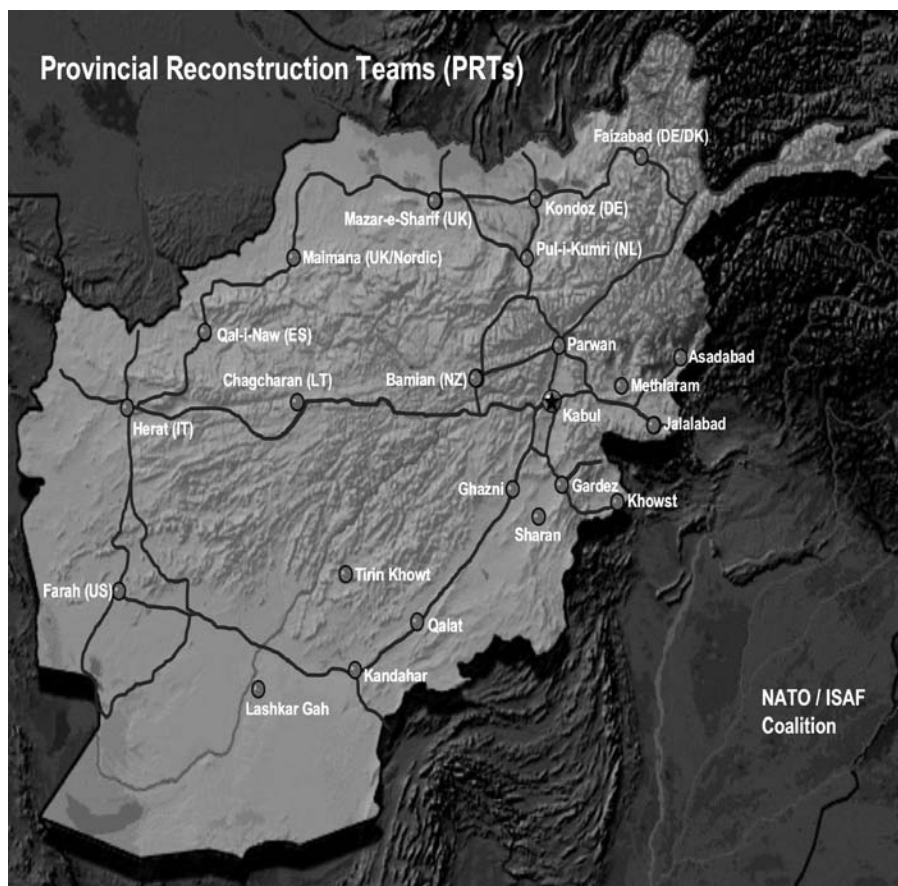 Provincial Reconstruction Teams (PRTs)
Faizabad (DE/DK)
Mazar-e-Sharif (UK)
Kondoz (DE)
Maimana (UK/Nordic)
Pul-i-Kumri (NL)
Qal-i-Naw (ES)
Parwan
Asadabad
Chagcharan (LT)
Bamian (NZ)
Methlaram
Herat (IT)
Kabul
Jalalabad
Ghazni
Gardez
Khowst
Sharan
Tirin Khowt
Farah (US)
Qalat
Kandahar
Lashkar Gah
NATO / ISAF
Coalition